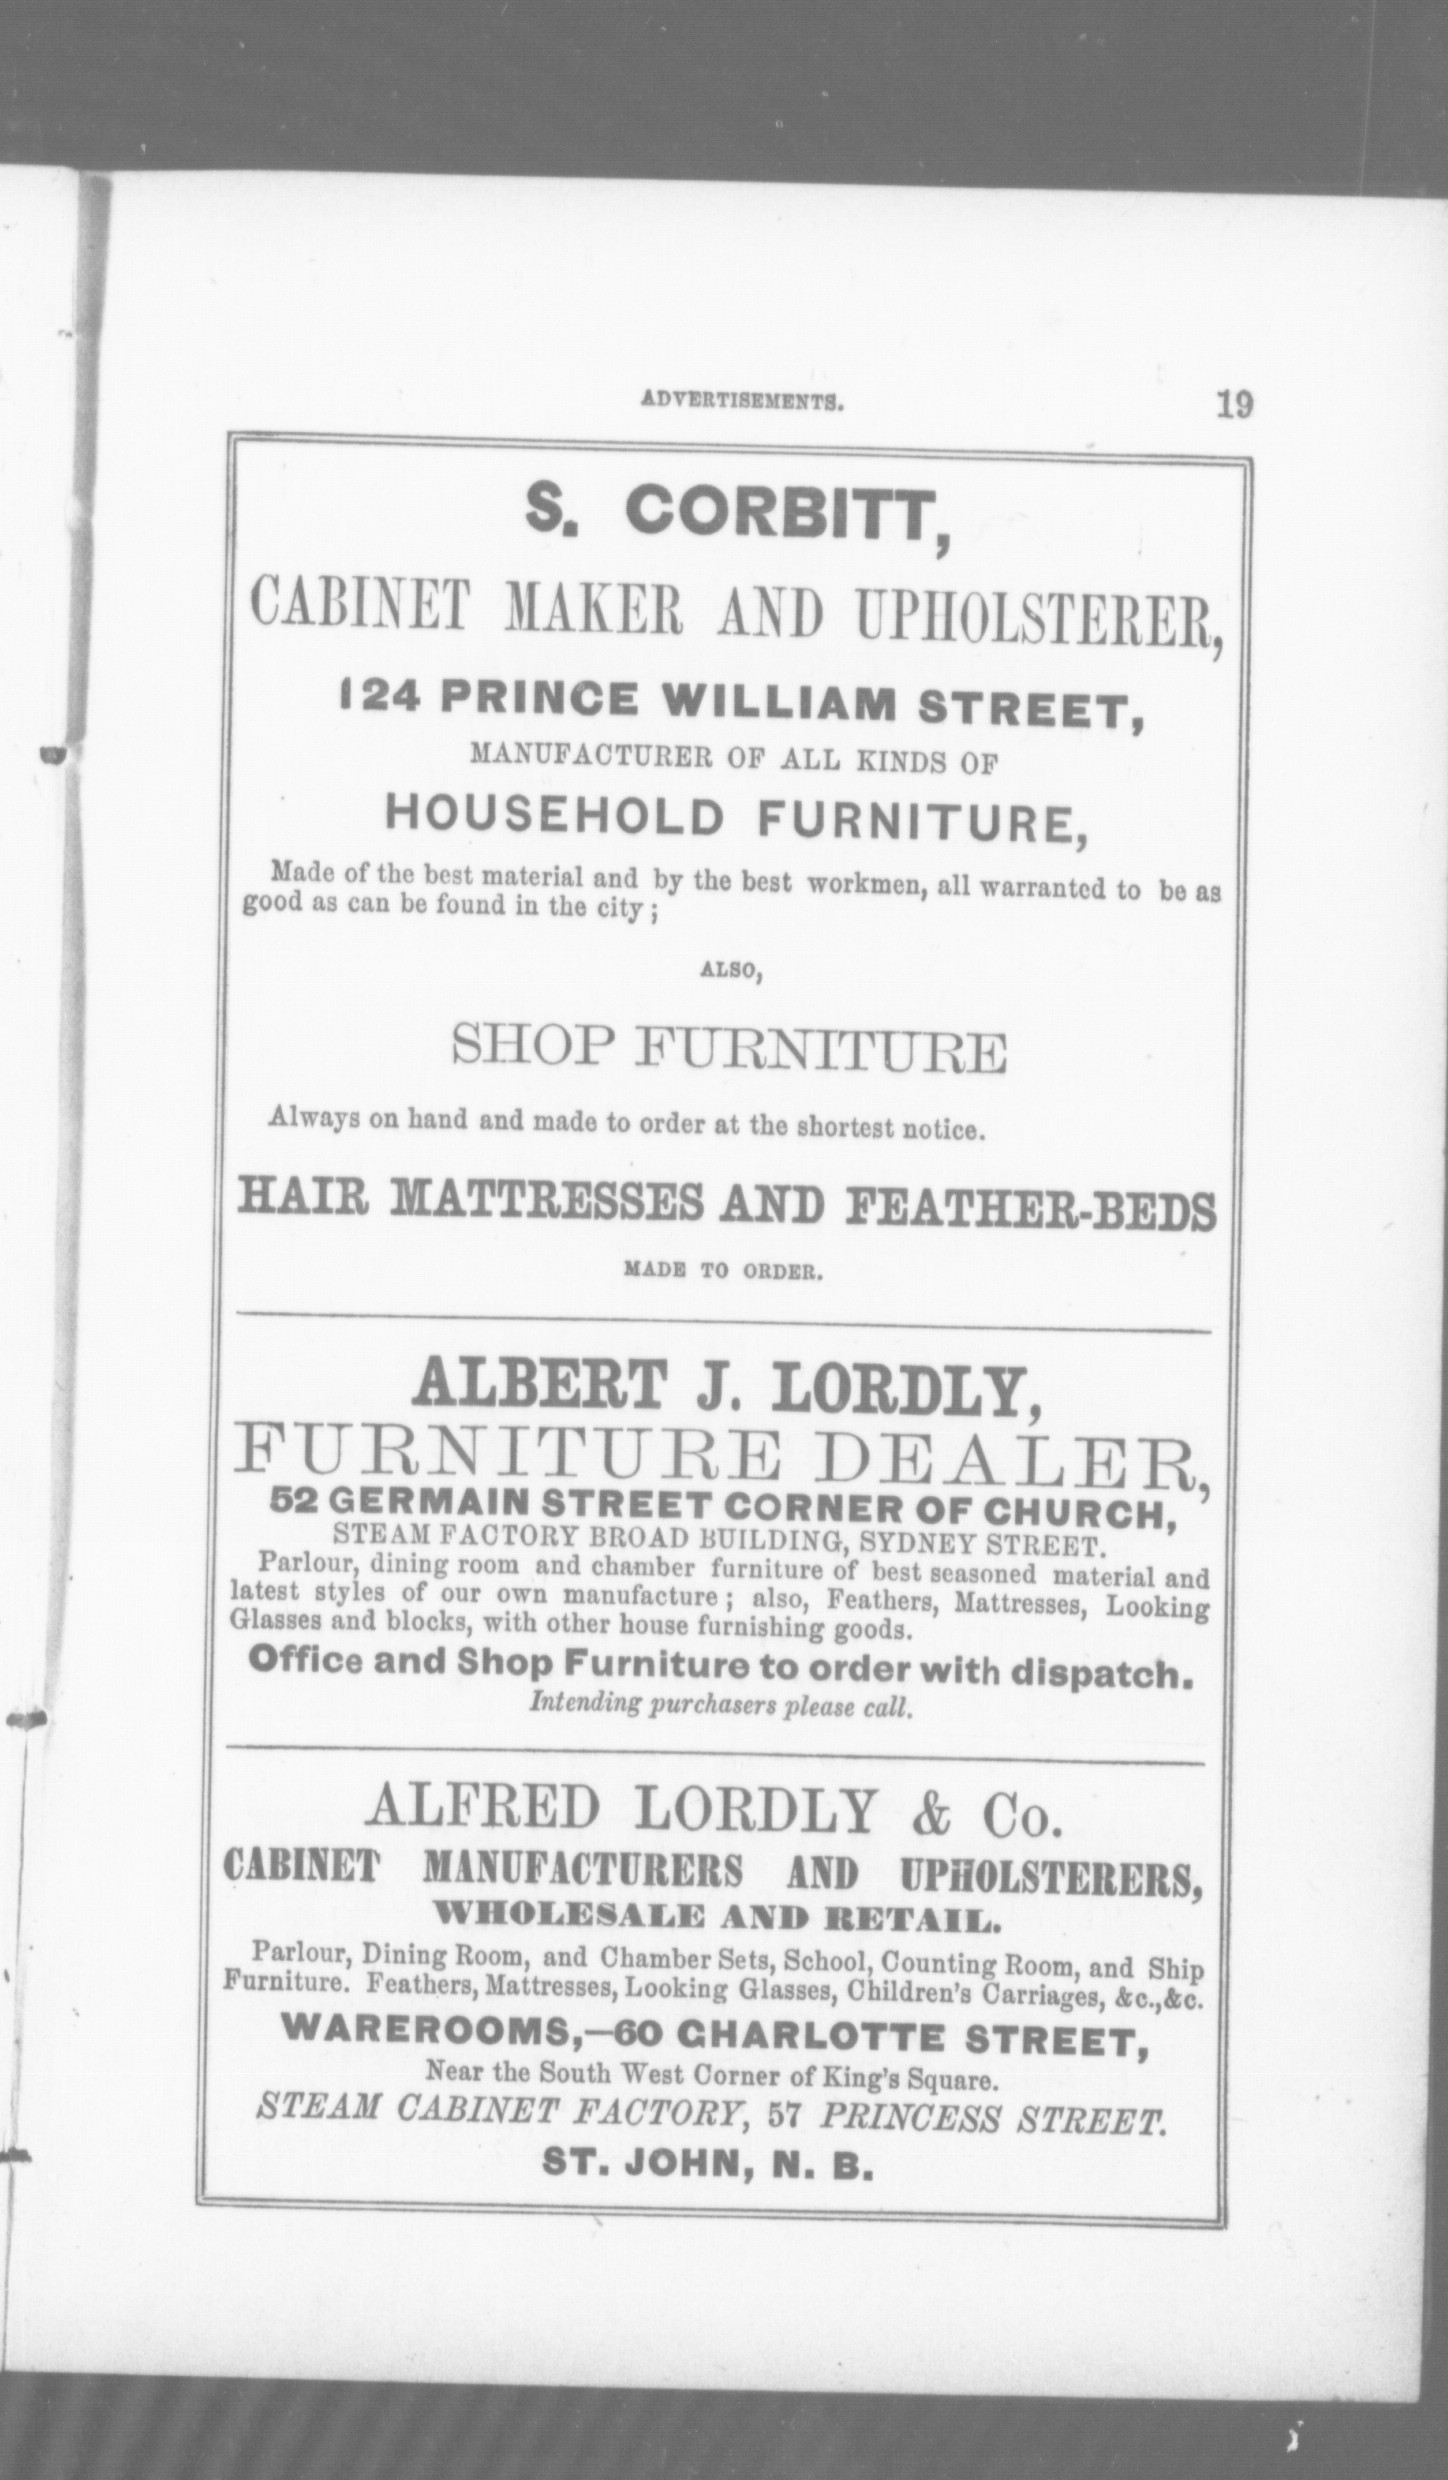 ADVERTISEMENTS. 19
S. CORBITT,
CABINET MAKER AND UPHOLSTERER,
124 PRINCE WILLIAM STREET,
MANUFACTURER OF ALL KINDS OF
HOUSEHOLD FURNITURE,
Made of the best material and by the best workmen, all warranted to be as
good as can be found in the city;
ALSO,
SHOP FURNITURE
Always on hand and made to order at the shortest notice.
HAIR MATTRESSES AND FEATHER-BEDS
MADE TO ORDER.
ALBERT J. LORDLY,
FURNITURE DEALER,
52 GERMAIN STREET CORNER OF CHURCH,
STEAM FACTORY BROAD BUILDING, SYDNEY STREET.
Parlour, dining room and chamber furniture of best seasoned material and
latest styles of our own manufacture; also, Feathers, Mattresses, Looking
Glasses and blocks, with other house furnishing goods.
Office and Shop Furniture to order with dispatch.
Intending purchasers please call.
ALFRED LORDLY & Co.
CABINET MANUFACTURERS AND UPHOLSTERERS,
WHOLESALE AND RETAIL.
Parlour, Dining Room, and Chamber Sets, School, Counting Room, and Ship
Furniture. Feathers, Mattresses, Looking Glasses, Children's Carriages, &c.,&c.
WAREROOMS,—60 CHARLOTTE STREET,
Near the South West Corner of King's Square.
STEAM CABINET FACTORY, 57 PRINCESS STREET.
ST. JOHN, N. B.